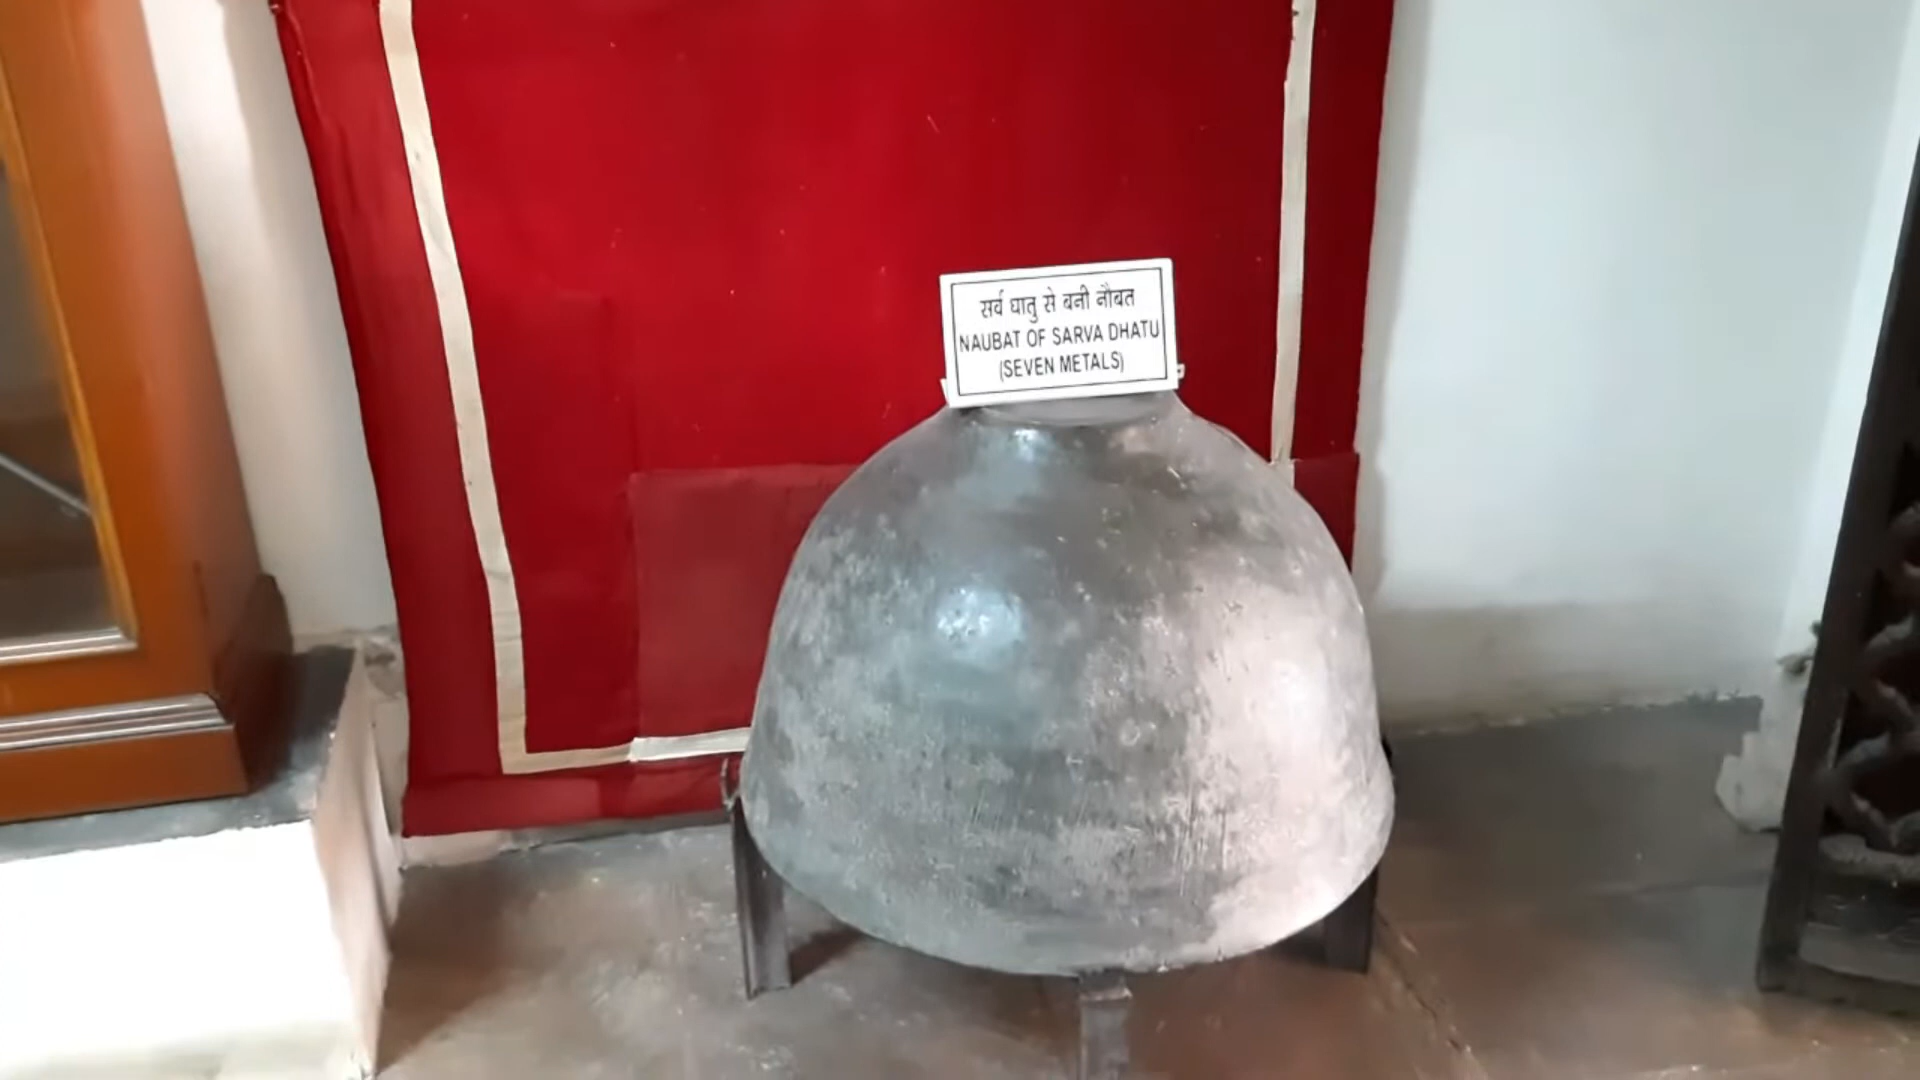 सर्व घातु से बनी नौबत
NAUBAT OF SARVA DHATU
(SEVEN METALS)